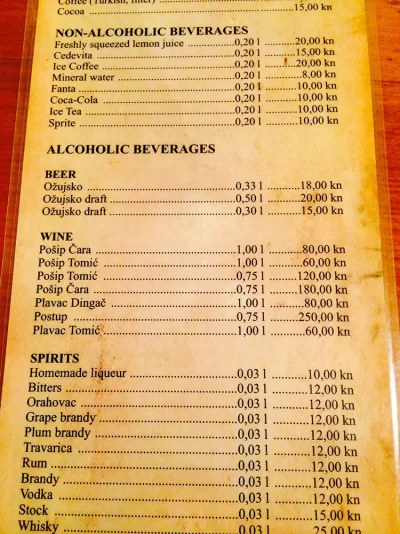 Coffee (Turkish, filter)
Cocoa ........................ 15,00 kn
NON-ALCOHOLIC BEVERAGES
Freshly squeezed lemon juice ........................ 0,20 l ..........20,00 kn
Cedevita ........................ 0,20 l ..........15,00 kn
Ice Coffee ........................ 0,20 l ..........20,00 kn
Mineral water ........................ 0,20 l ..........8,00 kn
Fanta ........................ 0,20 l ..........10,00 kn
Coca-Cola ........................ 0,20 l ..........10,00 kn
Ice Tea ........................ 0,20 l ..........10,00 kn
Sprite ........................ 0,20 l ..........10,00 kn
ALCOHOLIC BEVERAGES
BEER
Ožujsko ........................ 0,33 l ..........18,00 kn
Ožujsko draft ........................ 0,50 l ..........20,00 kn
Ožujsko draft ........................ 0,30 l ..........15,00 kn
WINE
Pošip Čara ........................ 1,00 l ..........80,00 kn
Pošip Tomić ........................ 1,00 l ..........60,00 kn
Pošip Tomić ........................ 0,75 l ..........120,00 kn
Pošip Čara ........................ 0,75 l ..........180,00 kn
Plavac Dingač ........................ 1,00 l ..........80,00 kn
Postup ........................ 0,75 l ..........250,00 kn
Plavac Tomić ........................ 1,00 l ..........60,00 kn
SPIRITS
Homemade liqueur ........................ 0,03 l ..........10,00 kn
Bitters ........................ 0,03 l ..........12,00 kn
Orahovac ........................ 0,03 l ..........12,00 kn
Grape brandy ........................ 0,03 l ..........12,00 kn
Plum brandy ........................ 0,03 l ..........12,00 kn
Travarica ........................ 0,03 l ..........12,00 kn
Rum ........................ 0,03 l ..........12,00 kn
Brandy ........................ 0,03 l ..........12,00 kn
Vodka ........................ 0,03 l ..........12,00 kn
Stock ........................ 0,03 l ..........15,00 kn
Whisky ........................ 0,03 l ..........25,00 kn